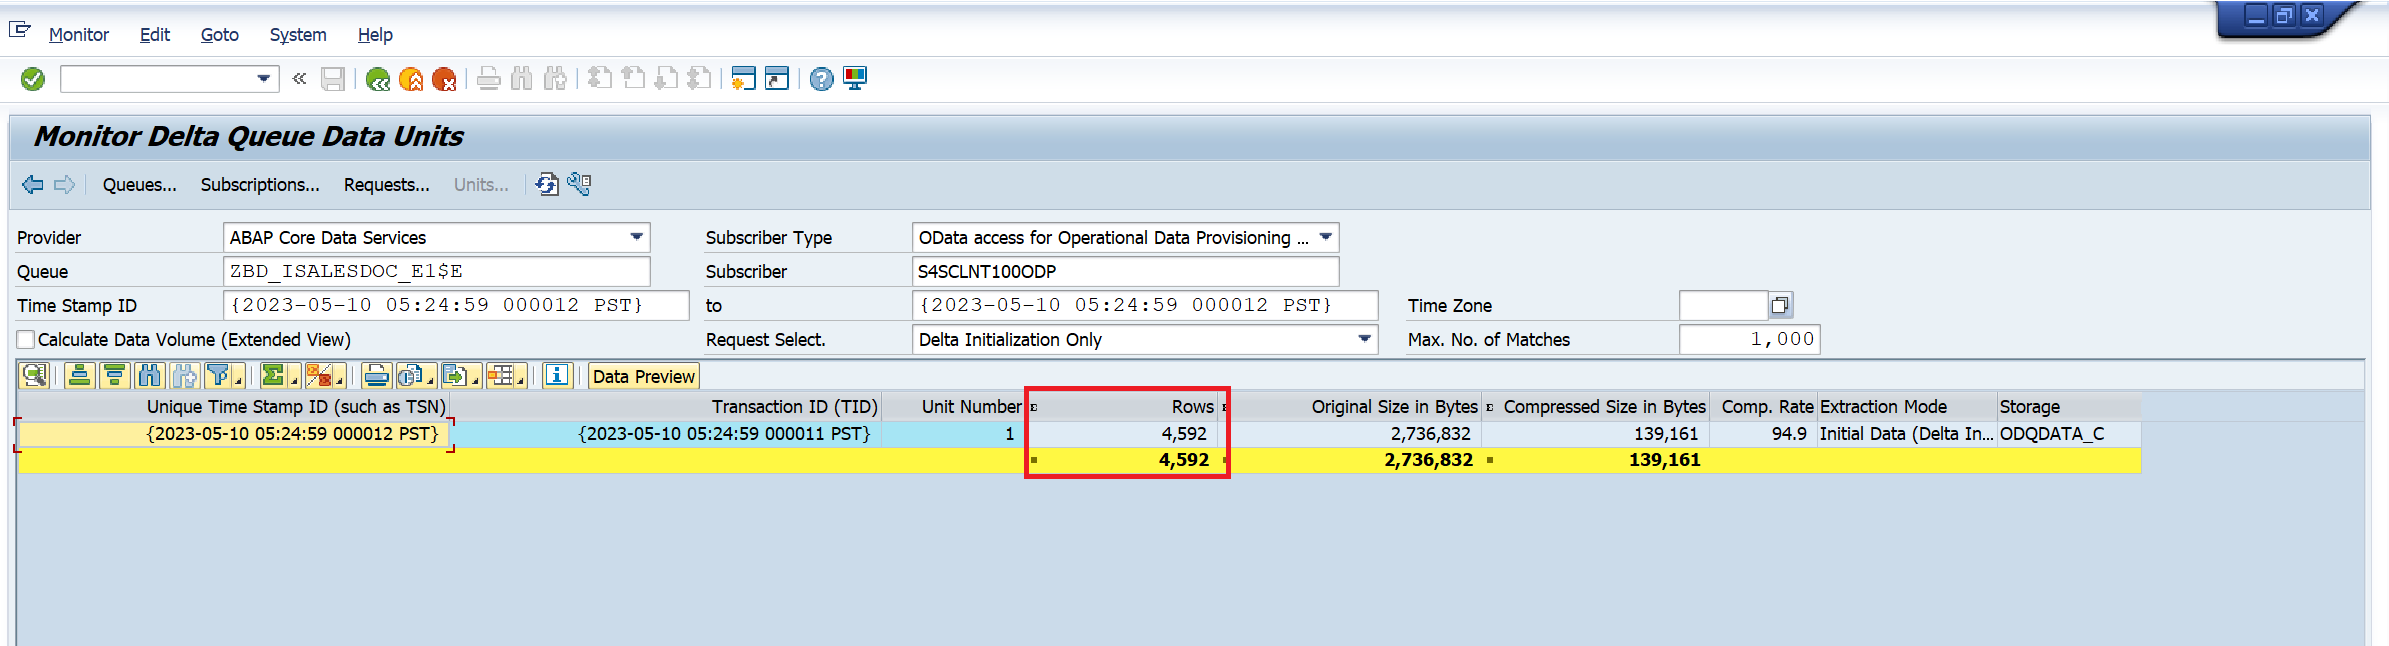 Monitor Edit Goto System Help
Monitor Delta Queue Data Units
Queues... Subscriptions... Requests... Units...
Provider ABAP Core Data Services Subscriber Type OData access for Operational Data Provisioning ...
Queue ZBD_ISALESDOC_E1$E Subscriber S4SCLNT100ODP
Time Stamp ID {2023-05-10 05:24:59 000012 PST} to {2023-05-10 05:24:59 000012 PST} Time Zone
Calculate Data Volume (Extended View) Request Select. Delta Initialization Only Max. No. of Matches 1,000
Data Preview
Unique Time Stamp ID (such as TSN) Transaction ID (TID) Unit Number Σ Rows Σ Original Size in Bytes Σ Compressed Size in Bytes Comp. Rate Extraction Mode Storage
{2023-05-10 05:24:59 000012 PST} {2023-05-10 05:24:59 000011 PST} 1 4,592 2,736,832 139,161 94.9 Initial Data (Delta In... ODQDATA_C
4,592 2,736,832 139,161